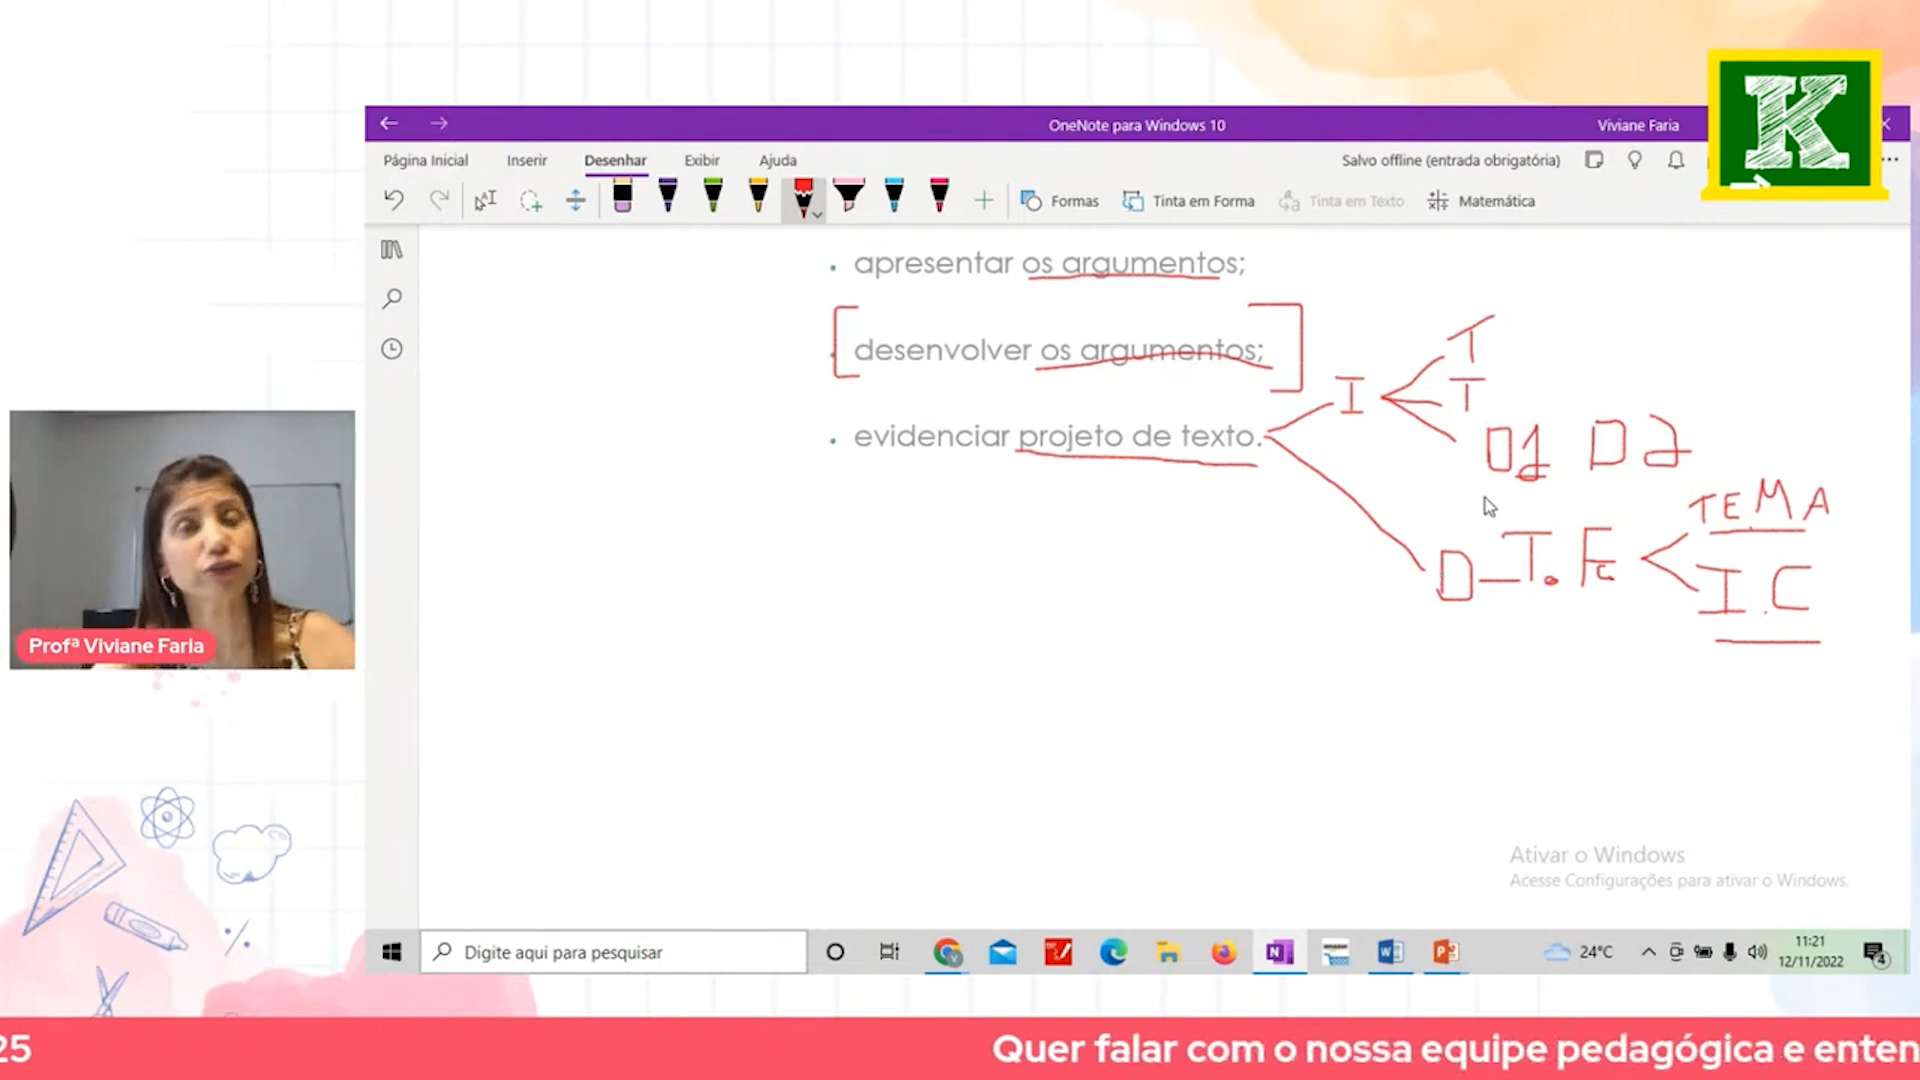 K
OneNote para Windows 10
Viviane Faria
Página Inicial Inserir Desenhar Exibir Ajuda
Salvo offline (entrada obrigatória)
Formas Tinta em Forma Tinta em Texto Matemática
• apresentar os argumentos;
• desenvolver os argumentos;
• evidenciar projeto de texto.
T
I T
D1 D2
TEMA
D-T.F.
I.C
Profª Viviane Faria
Ativar o Windows
Acesse Configurações para ativar o Windows.
Digite aqui para pesquisar
24°C
11:21
12/11/2022
4
25 Quer falar com o nossa equipe pedagógica e enten